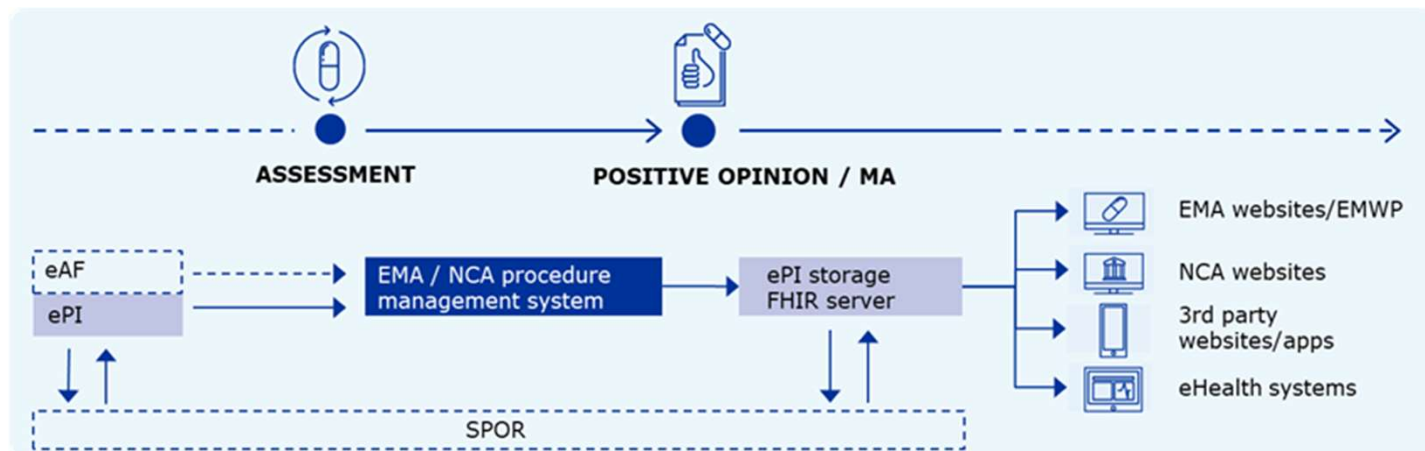 ASSESSMENT
POSITIVE OPINION / MA
eAF
ePI
EMA / NCA procedure
management system
ePI storage
FHIR server
EMA websites/EMWP
NCA websites
3rd party
websites/apps
eHealth systems
SPOR